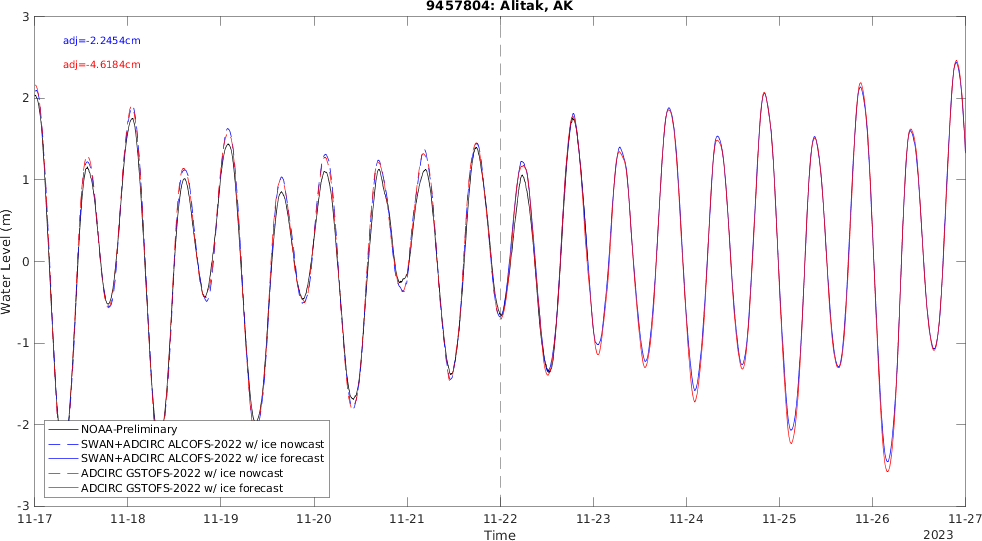 9457804: Alitak, AK
adj=-2.2454cm
adj=-4.6184cm
Water Level (m)
3
2
1
0
-1
-2
-3
NOAA-Preliminary
SWAN+ADCIRC ALCOFS-2022 w/ ice nowcast
SWAN+ADCIRC ALCOFS-2022 w/ ice forecast
ADCIRC GSTOFS-2022 w/ ice nowcast
ADCIRC GSTOFS-2022 w/ ice forecast
11-17 11-18 11-19 11-20 11-21 11-22 11-23 11-24 11-25 11-26 11-27
Time
2023